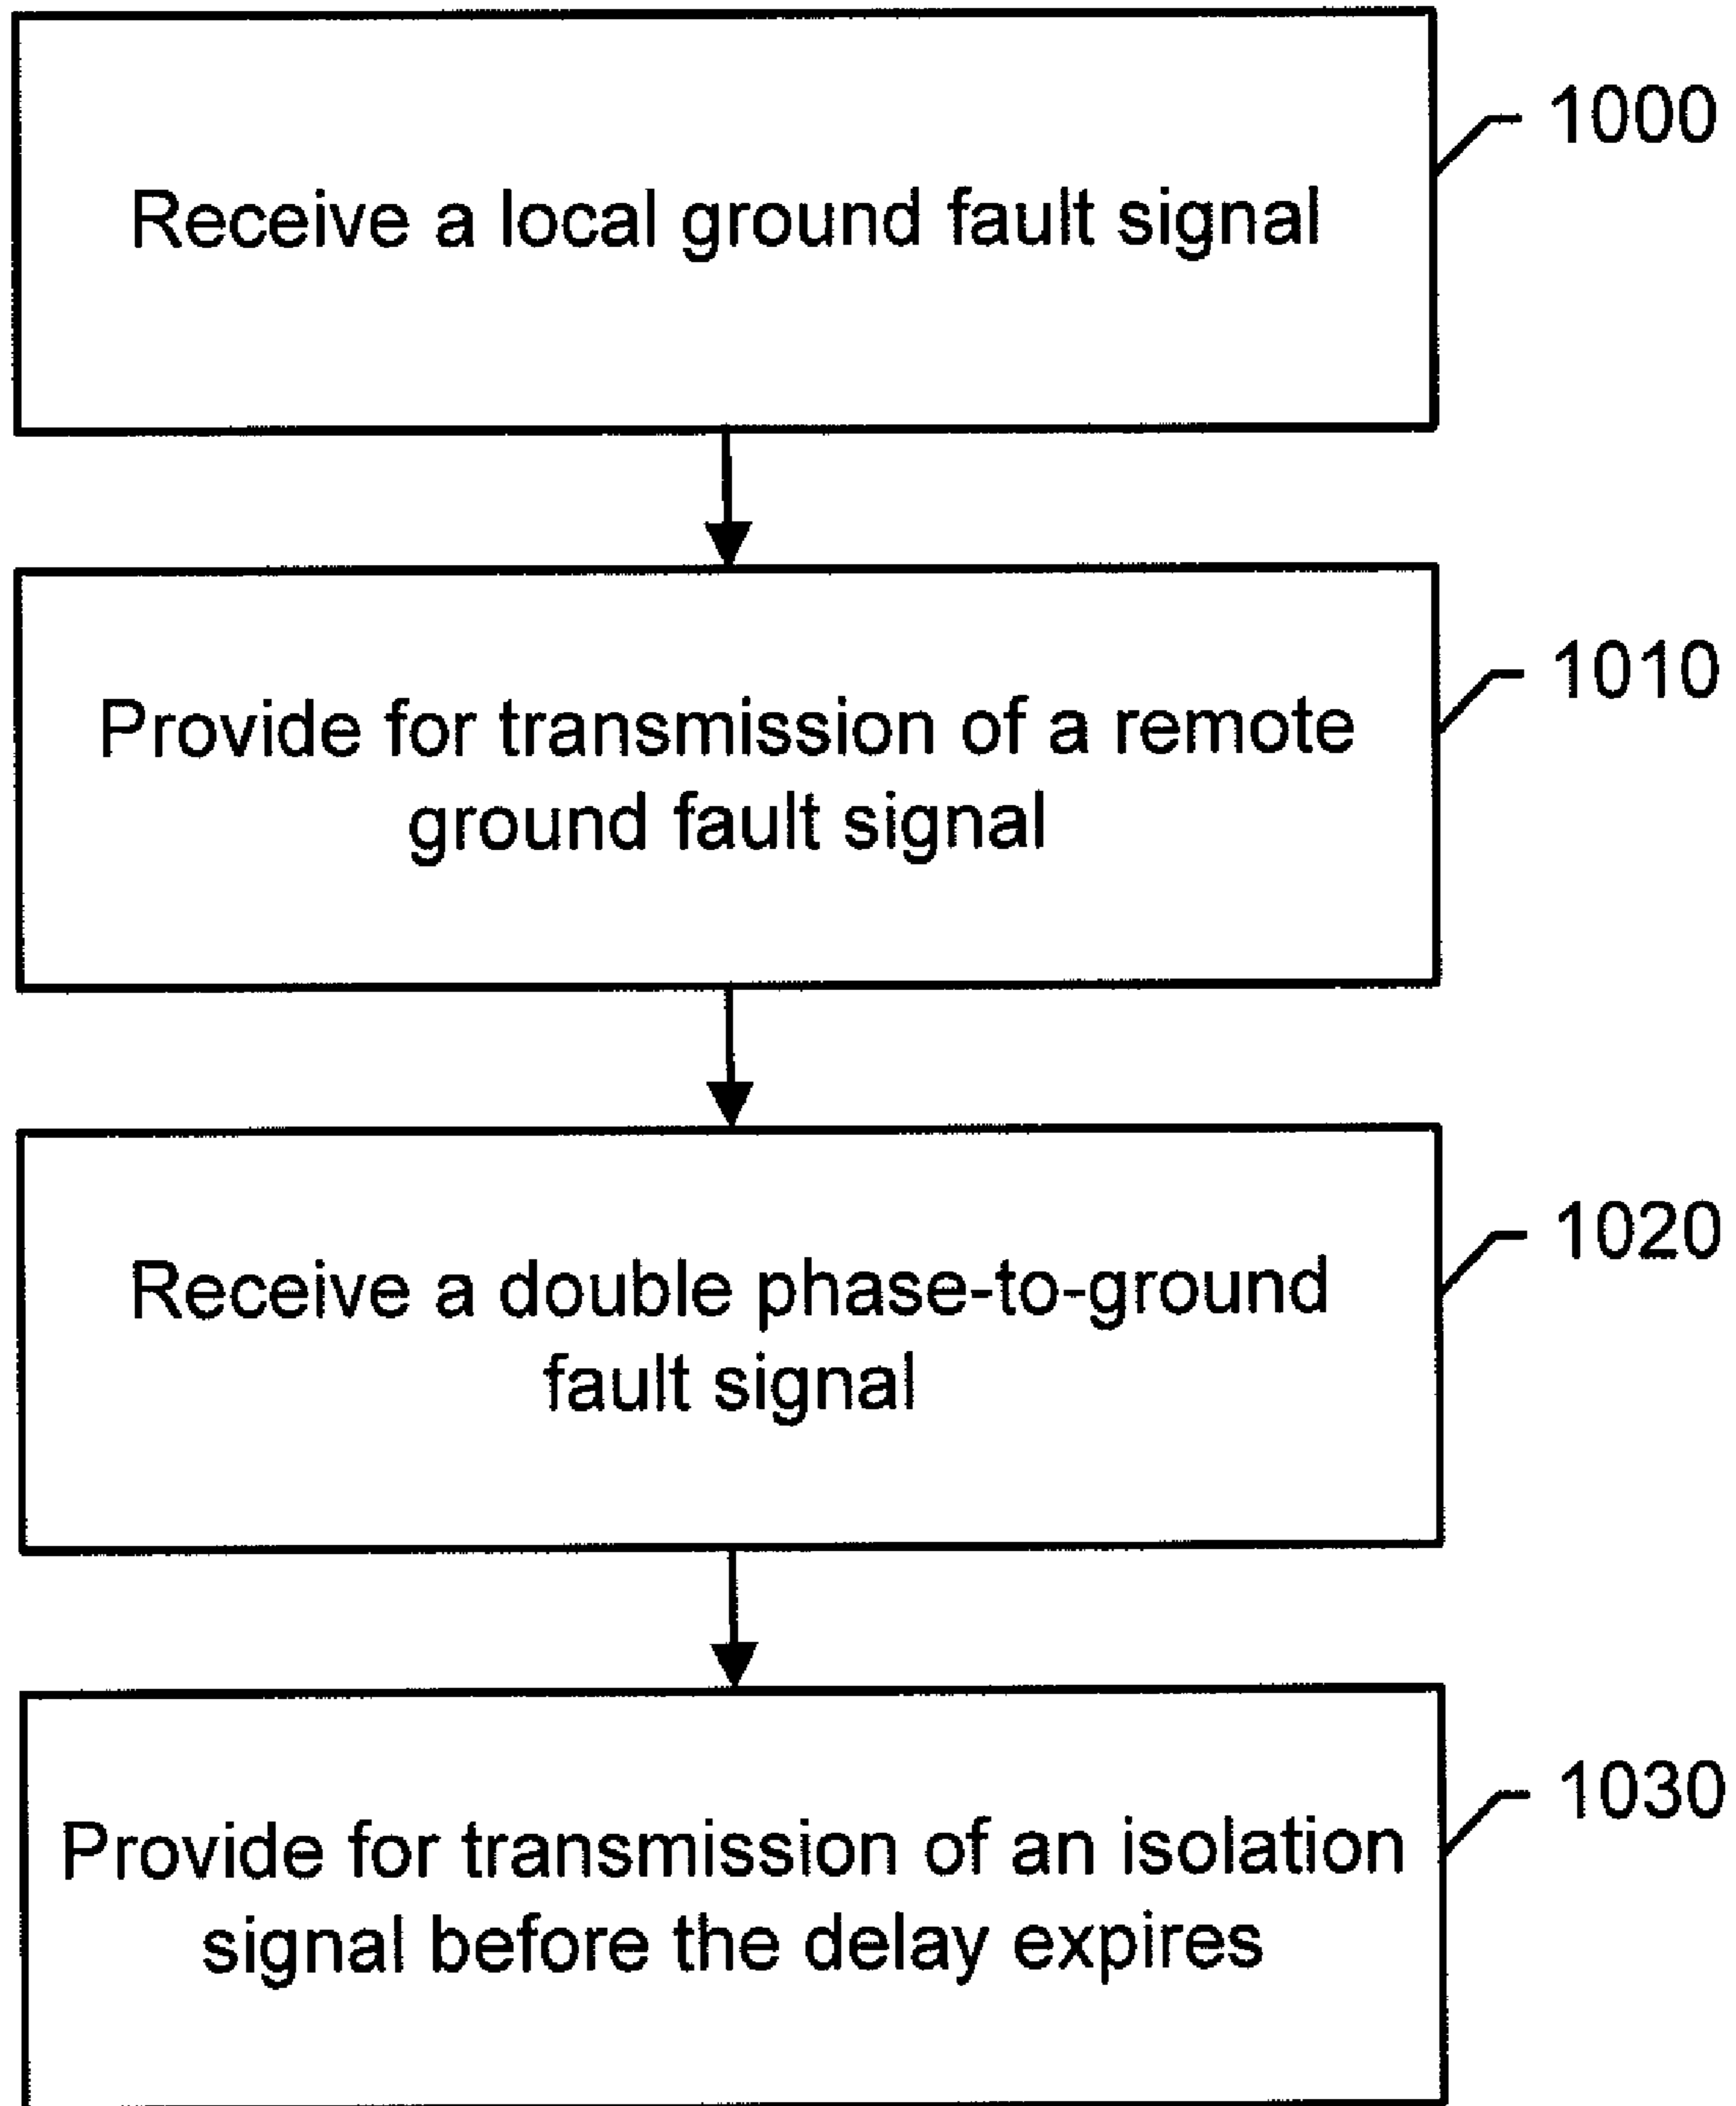 1000
Receive a local ground fault signal
1010
Provide for transmission of a remote
ground fault signal
1020
Receive a double phase-to-ground
fault signal
1030
Provide for transmission of an isolation
signal before the delay expires